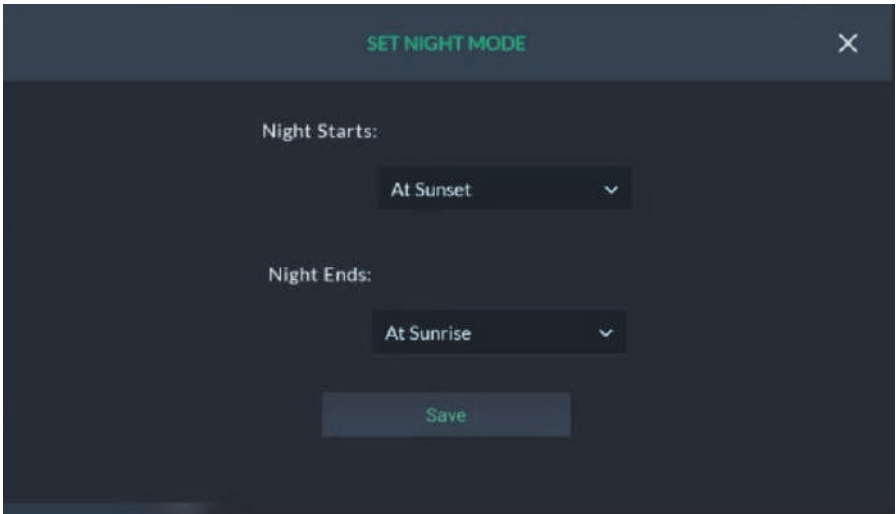 SET NIGHT MODE
Night Starts:
At Sunset
Night Ends:
At Sunrise
Save